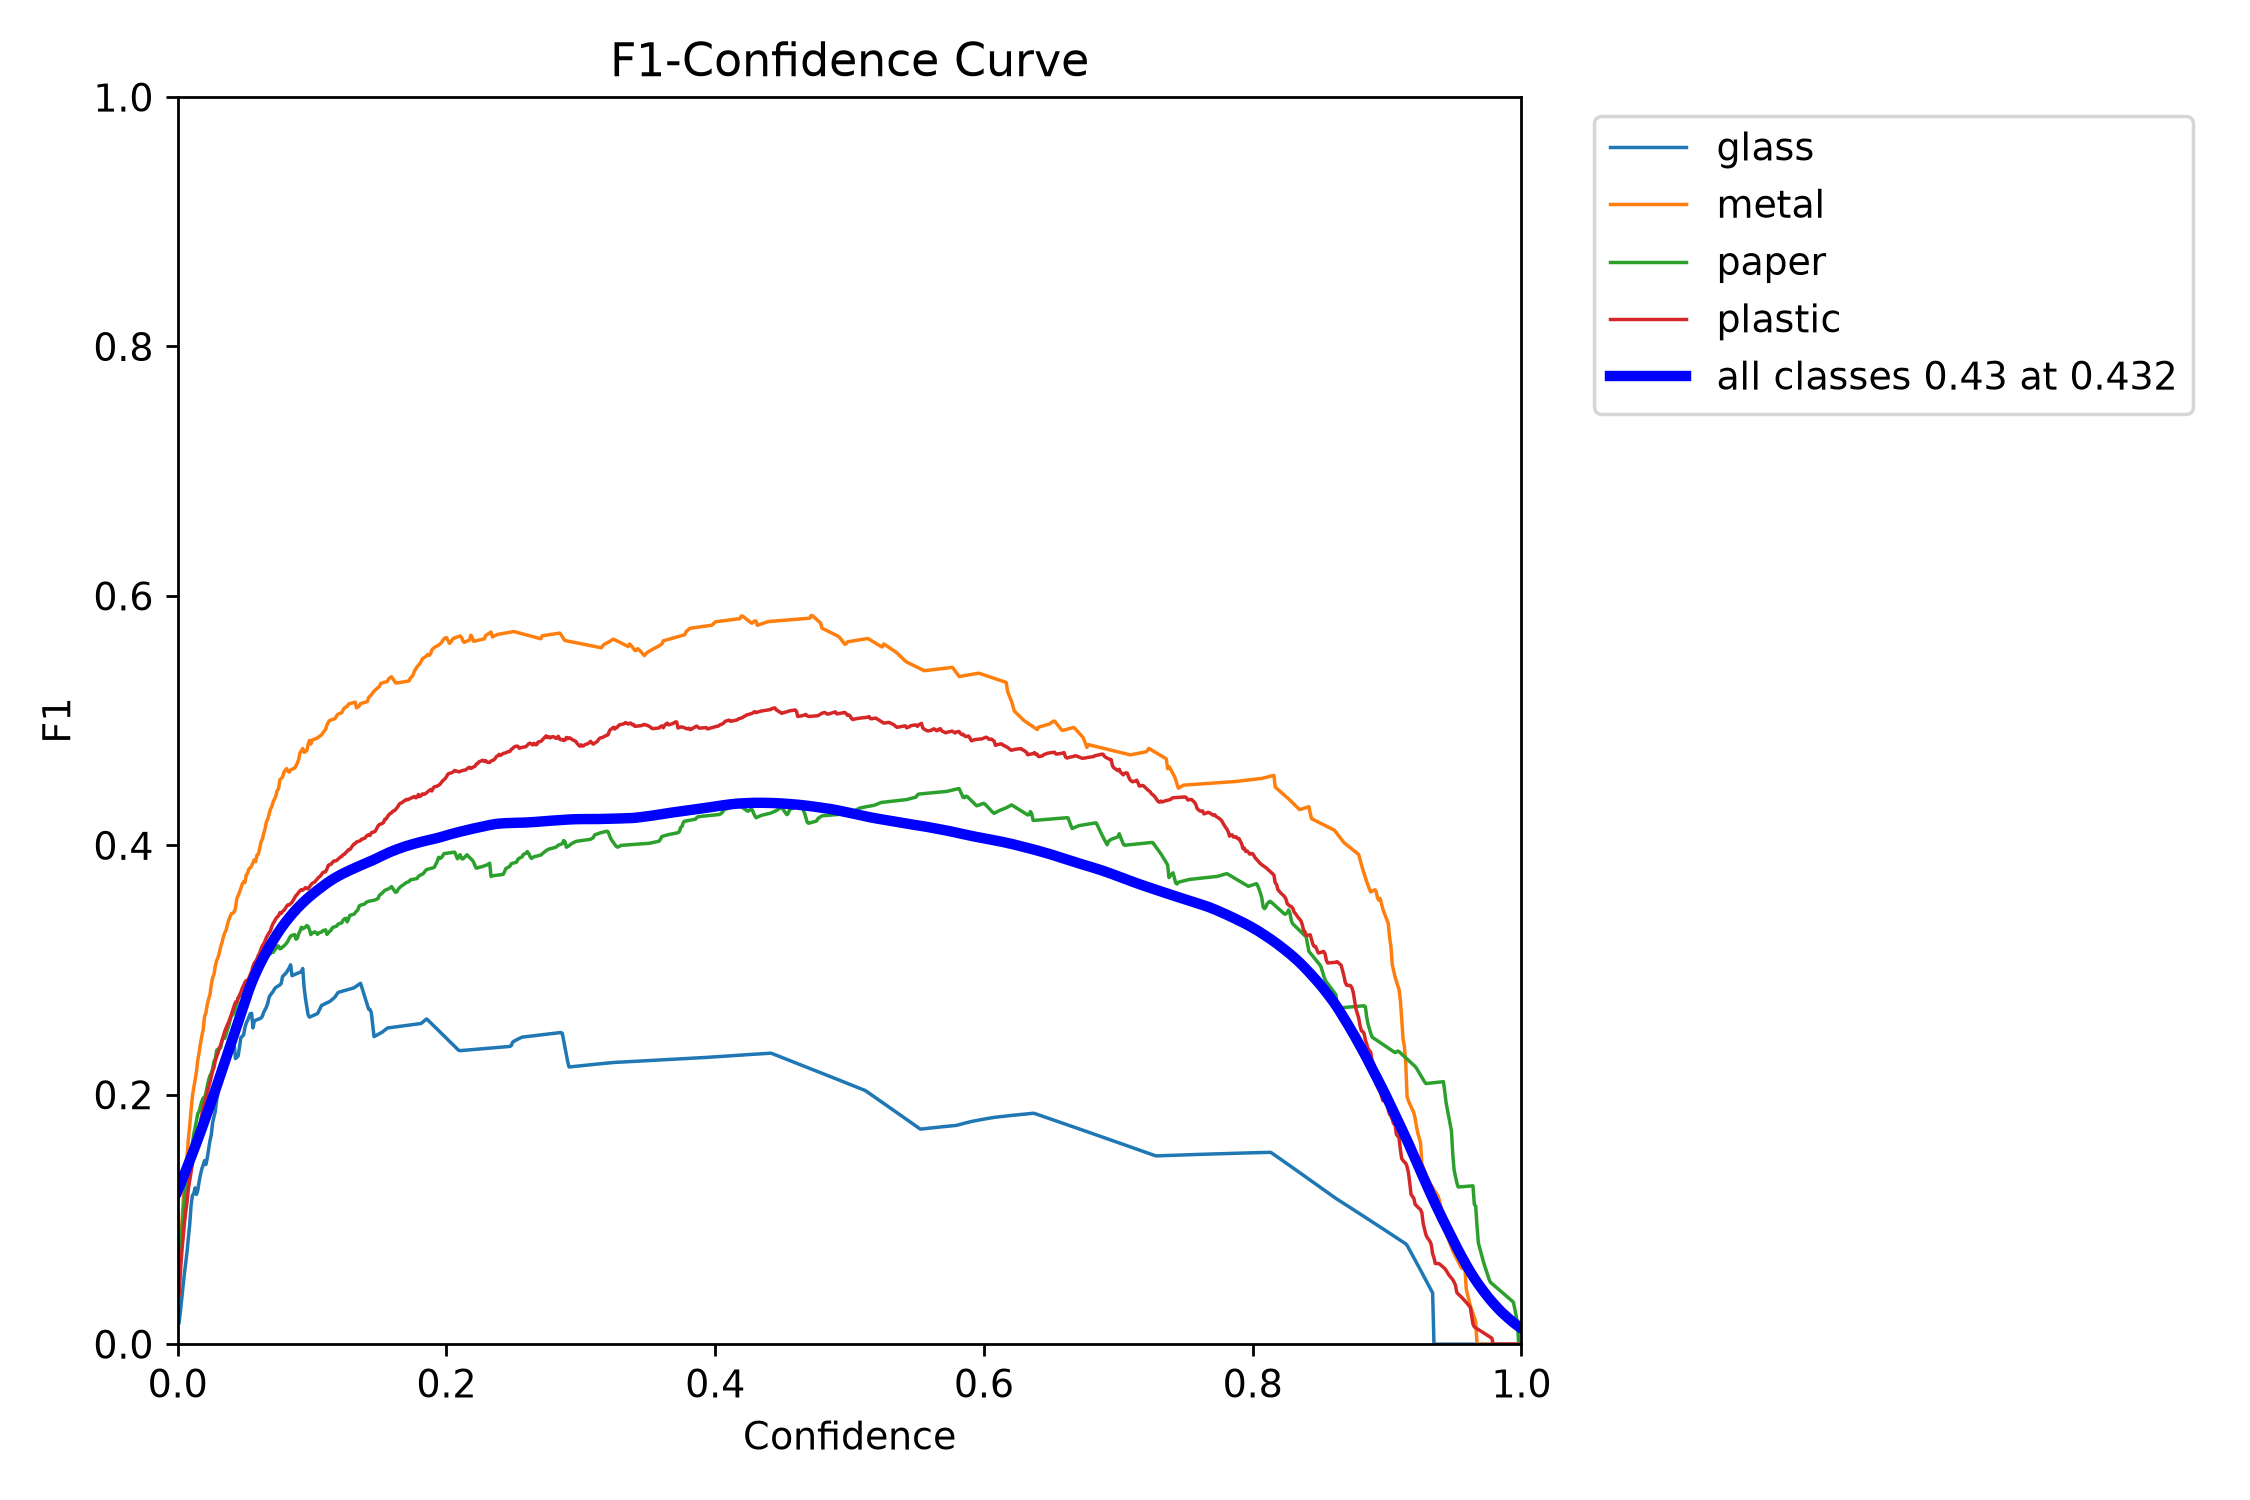 F1-Confidence Curve
1.0
0.8
0.6
0.4
0.2
0.0
F1
0.0 0.2 0.4 0.6 0.8 1.0
Confidence
glass
metal
paper
plastic
all classes 0.43 at 0.432